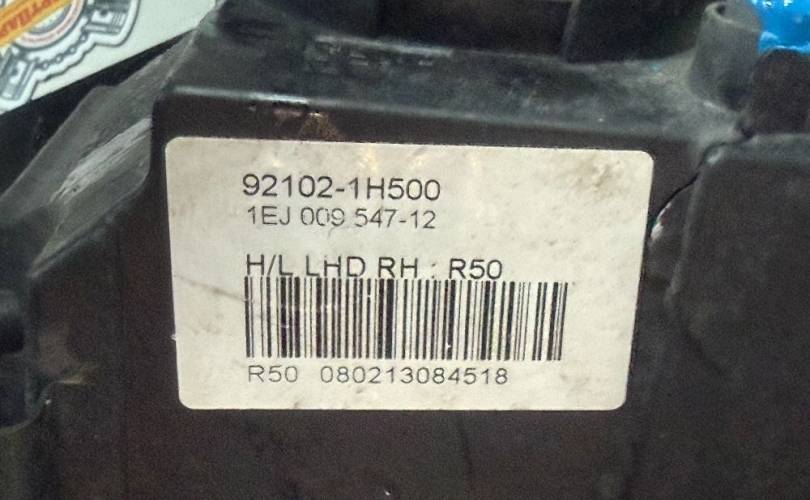 92102-1H500
1EJ 009 547-12
H/L LHD RH : R50
R50 080213084518